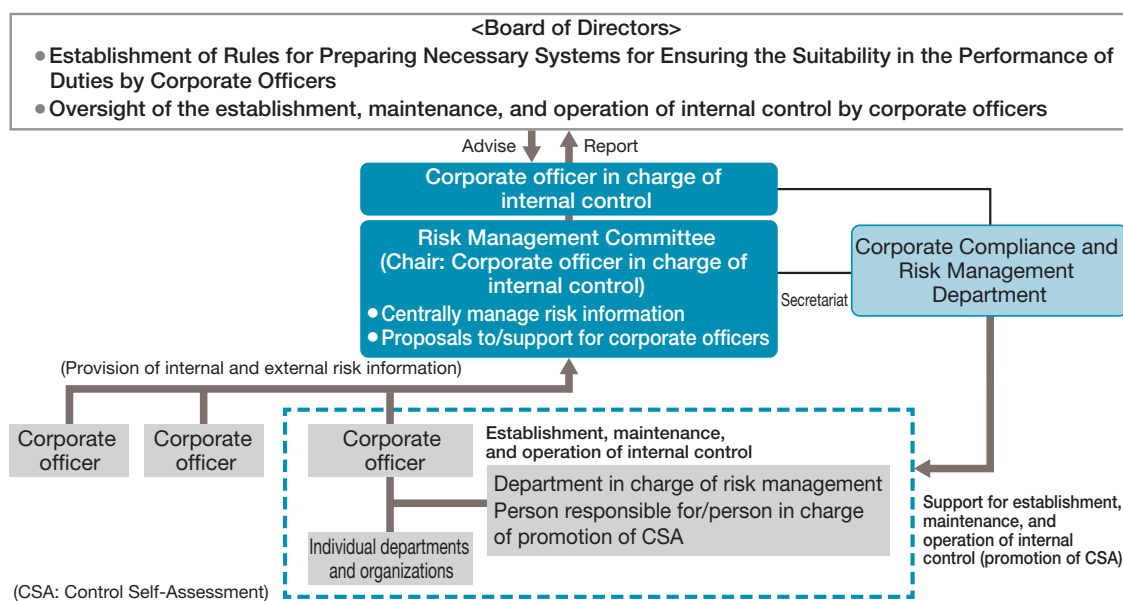 <Board of Directors>
● Establishment of Rules for Preparing Necessary Systems for Ensuring the Suitability in the Performance of
Duties by Corporate Officers
● Oversight of the establishment, maintenance, and operation of internal control by corporate officers
Advise
Report
Corporate officer in charge of
internal control
Risk Management Committee
(Chair: Corporate officer in charge of
internal control)
● Centrally manage risk information
● Proposals to/support for corporate officers
Secretariat
Corporate Compliance and
Risk Management
Department
(Provision of internal and external risk information)
Corporate
officer
Corporate
officer
Corporate
officer
Establishment, maintenance,
and operation of internal control
Department in charge of risk management
Person responsible for/person in charge
of promotion of CSA
Individual departments
and organizations
Support for establishment,
maintenance, and
operation of internal
control (promotion of CSA)
(CSA: Control Self-Assessment)